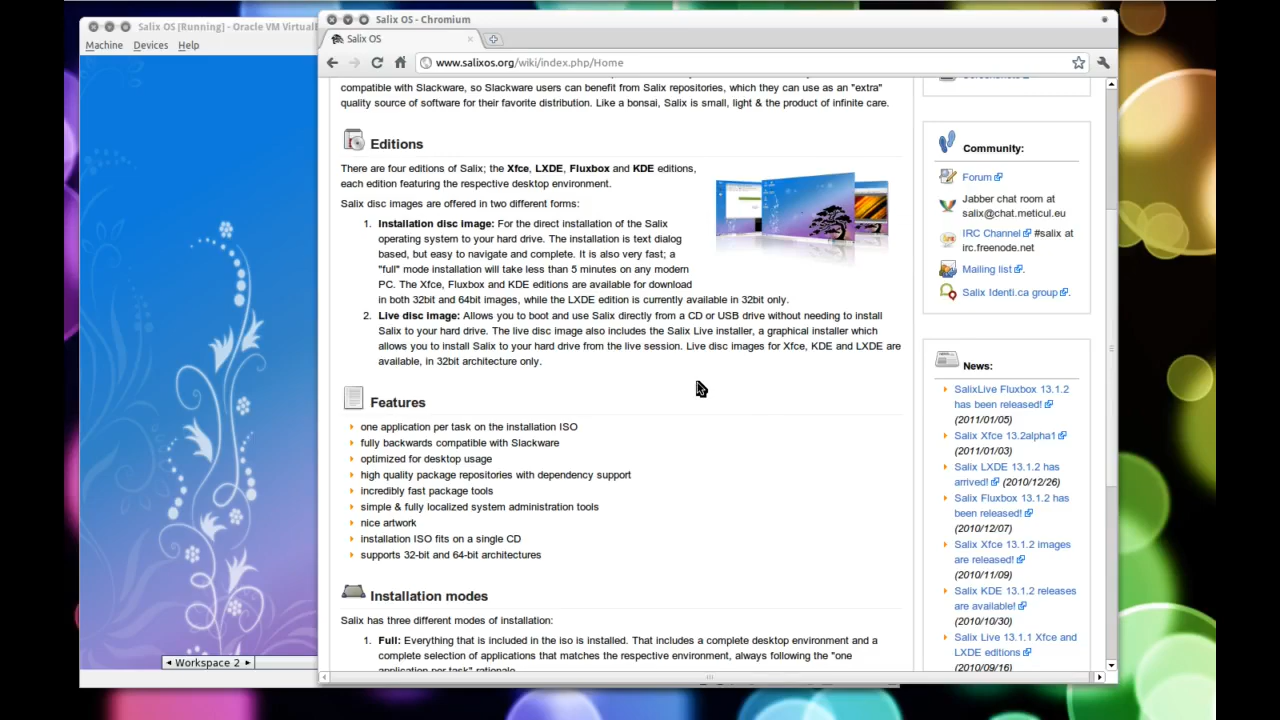 Salix OS [Running] - Oracle VM Virtual
Machine Devices Help
Workspace 2
Salix OS - Chromium
Salix OS
www.salixos.org/wiki/index.php/Home
compatible with Slackware, so Slackware users can benefit from Salix repositories, which they can use as an "extra"
quality source of software for their favorite distribution. Like a bonsai, Salix is small, light & the product of infinite care.
Editions
There are four editions of Salix; the Xfce, LXDE, Fluxbox and KDE editions,
each edition featuring the respective desktop environment.
Salix disc images are offered in two different forms:
1. Installation disc image: For the direct installation of the Salix
operating system to your hard drive. The installation is text dialog
based, but easy to navigate and complete. It is also very fast; a
"full" mode installation will take less than 5 minutes on any modern
PC. The Xfce, Fluxbox and KDE editions are available for download
in both 32bit and 64bit images, while the LXDE edition is currently available in 32bit only.
2. Live disc image: Allows you to boot and use Salix directly from a CD or USB drive without needing to install
Salix to your hard drive. The live disc image also includes the Salix Live installer, a graphical installer which
allows you to install Salix to your hard drive from the live session. Live disc images for Xfce, KDE and LXDE are
available, in 32bit architecture only.
Features
one application per task on the installation ISO
fully backwards compatible with Slackware
optimized for desktop usage
high quality package repositories with dependency support
incredibly fast package tools
simple & fully localized system administration tools
nice artwork
installation ISO fits on a single CD
supports 32-bit and 64-bit architectures
Installation modes
Salix has three different modes of installation:
1. Full: Everything that is included in the iso is installed. That includes a complete desktop environment and a
complete selection of applications that matches the respective environment, always following the "one
application per task" rationale.
Community:
Forum
Jabber chat room at
salix@chat.meticul.eu
IRC Channel #salix at
irc.freenode.net
Mailing list.
Salix Identi.ca group.
News:
SalixLive Fluxbox 13.1.2
has been released!
(2011/01/05)
Salix Xfce 13.2alpha1
(2011/01/03)
Salix LXDE 13.1.2 has
arrived! (2010/12/26)
Salix Fluxbox 13.1.2 has
been released!
(2010/12/07)
Salix Xfce 13.1.2 images
are released!
(2010/11/09)
Salix KDE 13.1.2 releases
are available!
(2010/10/30)
Salix Live 13.1.1 Xfce and
LXDE editions
(2010/09/16)